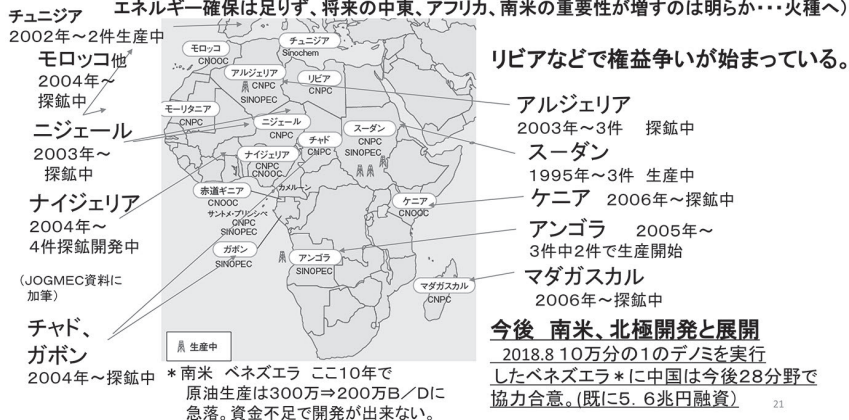 エネルギー確保は足りず、将来の中東、アフリカ、南米の重要性が増すのは明らか・・・火種へ）
チュニジア
2002年～2件生産中
モロッコ他
2004年～
探鉱中
ニジェール
2003年～
探鉱中
ナイジェリア
2004年～
4件探鉱開発中
（JOGMEC資料に
加筆）
チャド、
ガボン
2004年～探鉱中
モロッコ
CNOOC
チュニジア
Sinochem
アルジェリア
CNPC
SINOPEC
リビア
CNPC
モーリタニア
CNPC
ニジェール
CNPC
チャド
CNPC
スーダン
CNPC
SINOPEC
ナイジェリア
CNPC
CNOOC
赤道ギニア
CNOOC
カメルーン
サントメ・プリンシペ
CNPC
SINOPEC
ガボン
SINOPEC
アンゴラ
SINOPEC
ケニア
CNOOC
マダガスカル
CNPC
生産中
＊南米 ベネズエラ ここ10年で
原油生産は300万⇒200万B／Dに
急落。資金不足で開発が出来ない。
リビアなどで権益争いが始まっている。
アルジェリア
2003年～3件 探鉱中
スーダン
1995年～3件 生産中
ケニア 2006年～探鉱中
アンゴラ 2005年～
3件中2件で生産開始
マダガスカル
2006年～探鉱中
今後 南米、北極開発と展開
2018.8 10万分の1のデノミを実行
したベネズエラ＊に中国は今後28分野で
協力合意。(既に5．6兆円融資）
21